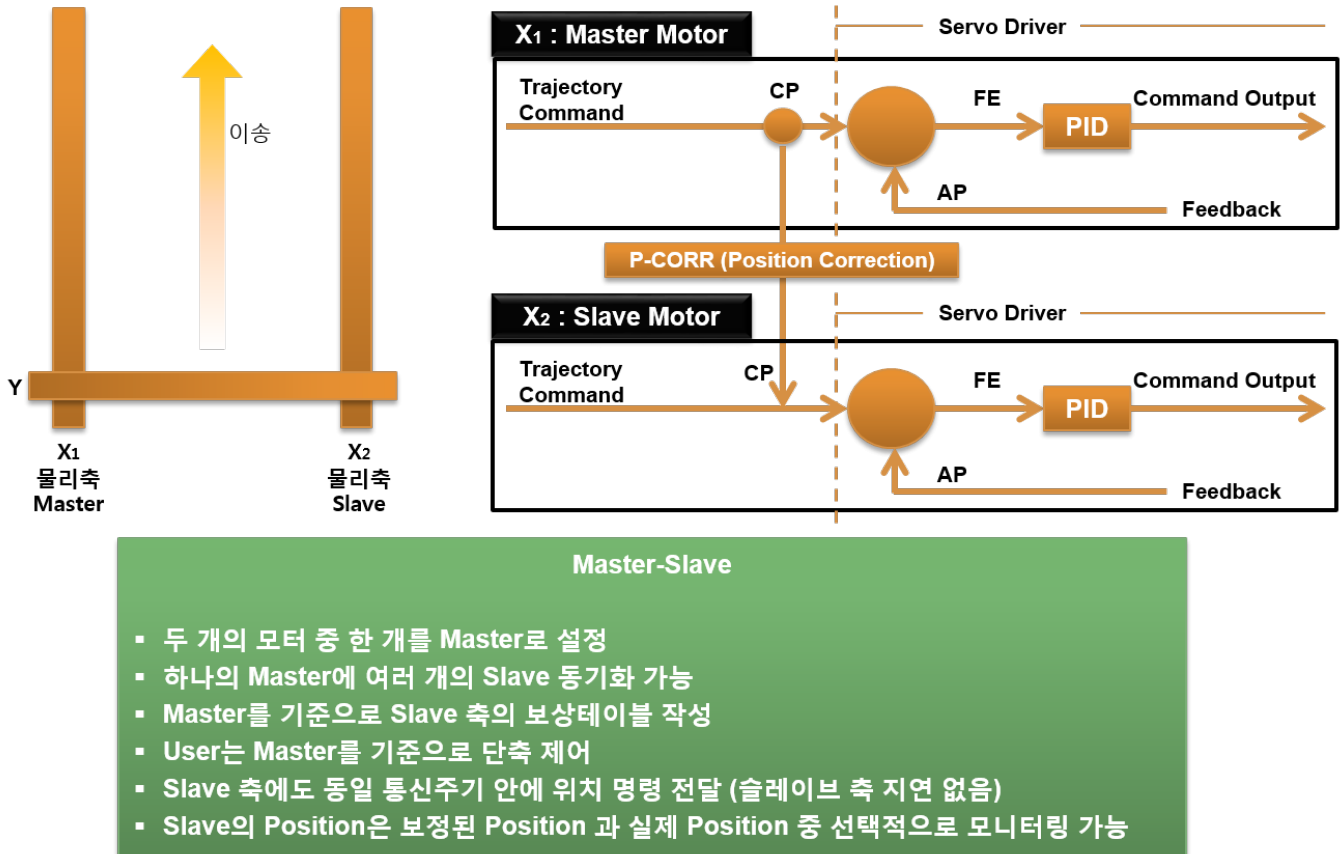 이송
Y
X1
물리축
Master
X2
물리축
Slave
X1 : Master Motor
Servo Driver
Trajectory
Command
CP
FE
PID
Command Output
AP
Feedback
P-CORR (Position Correction)
X2 : Slave Motor
Servo Driver
Trajectory
Command
CP
FE
PID
Command Output
AP
Feedback
Master-Slave
▪ 두 개의 모터 중 한 개를 Master로 설정
▪ 하나의 Master에 여러 개의 Slave 동기화 가능
▪ Master를 기준으로 Slave 축의 보상테이블 작성
▪ User는 Master를 기준으로 단축 제어
▪ Slave 축에도 동일 통신주기 안에 위치 명령 전달 (슬레이브 축 지연 없음)
▪ Slave의 Position은 보정된 Position 과 실제 Position 중 선택적으로 모니터링 가능